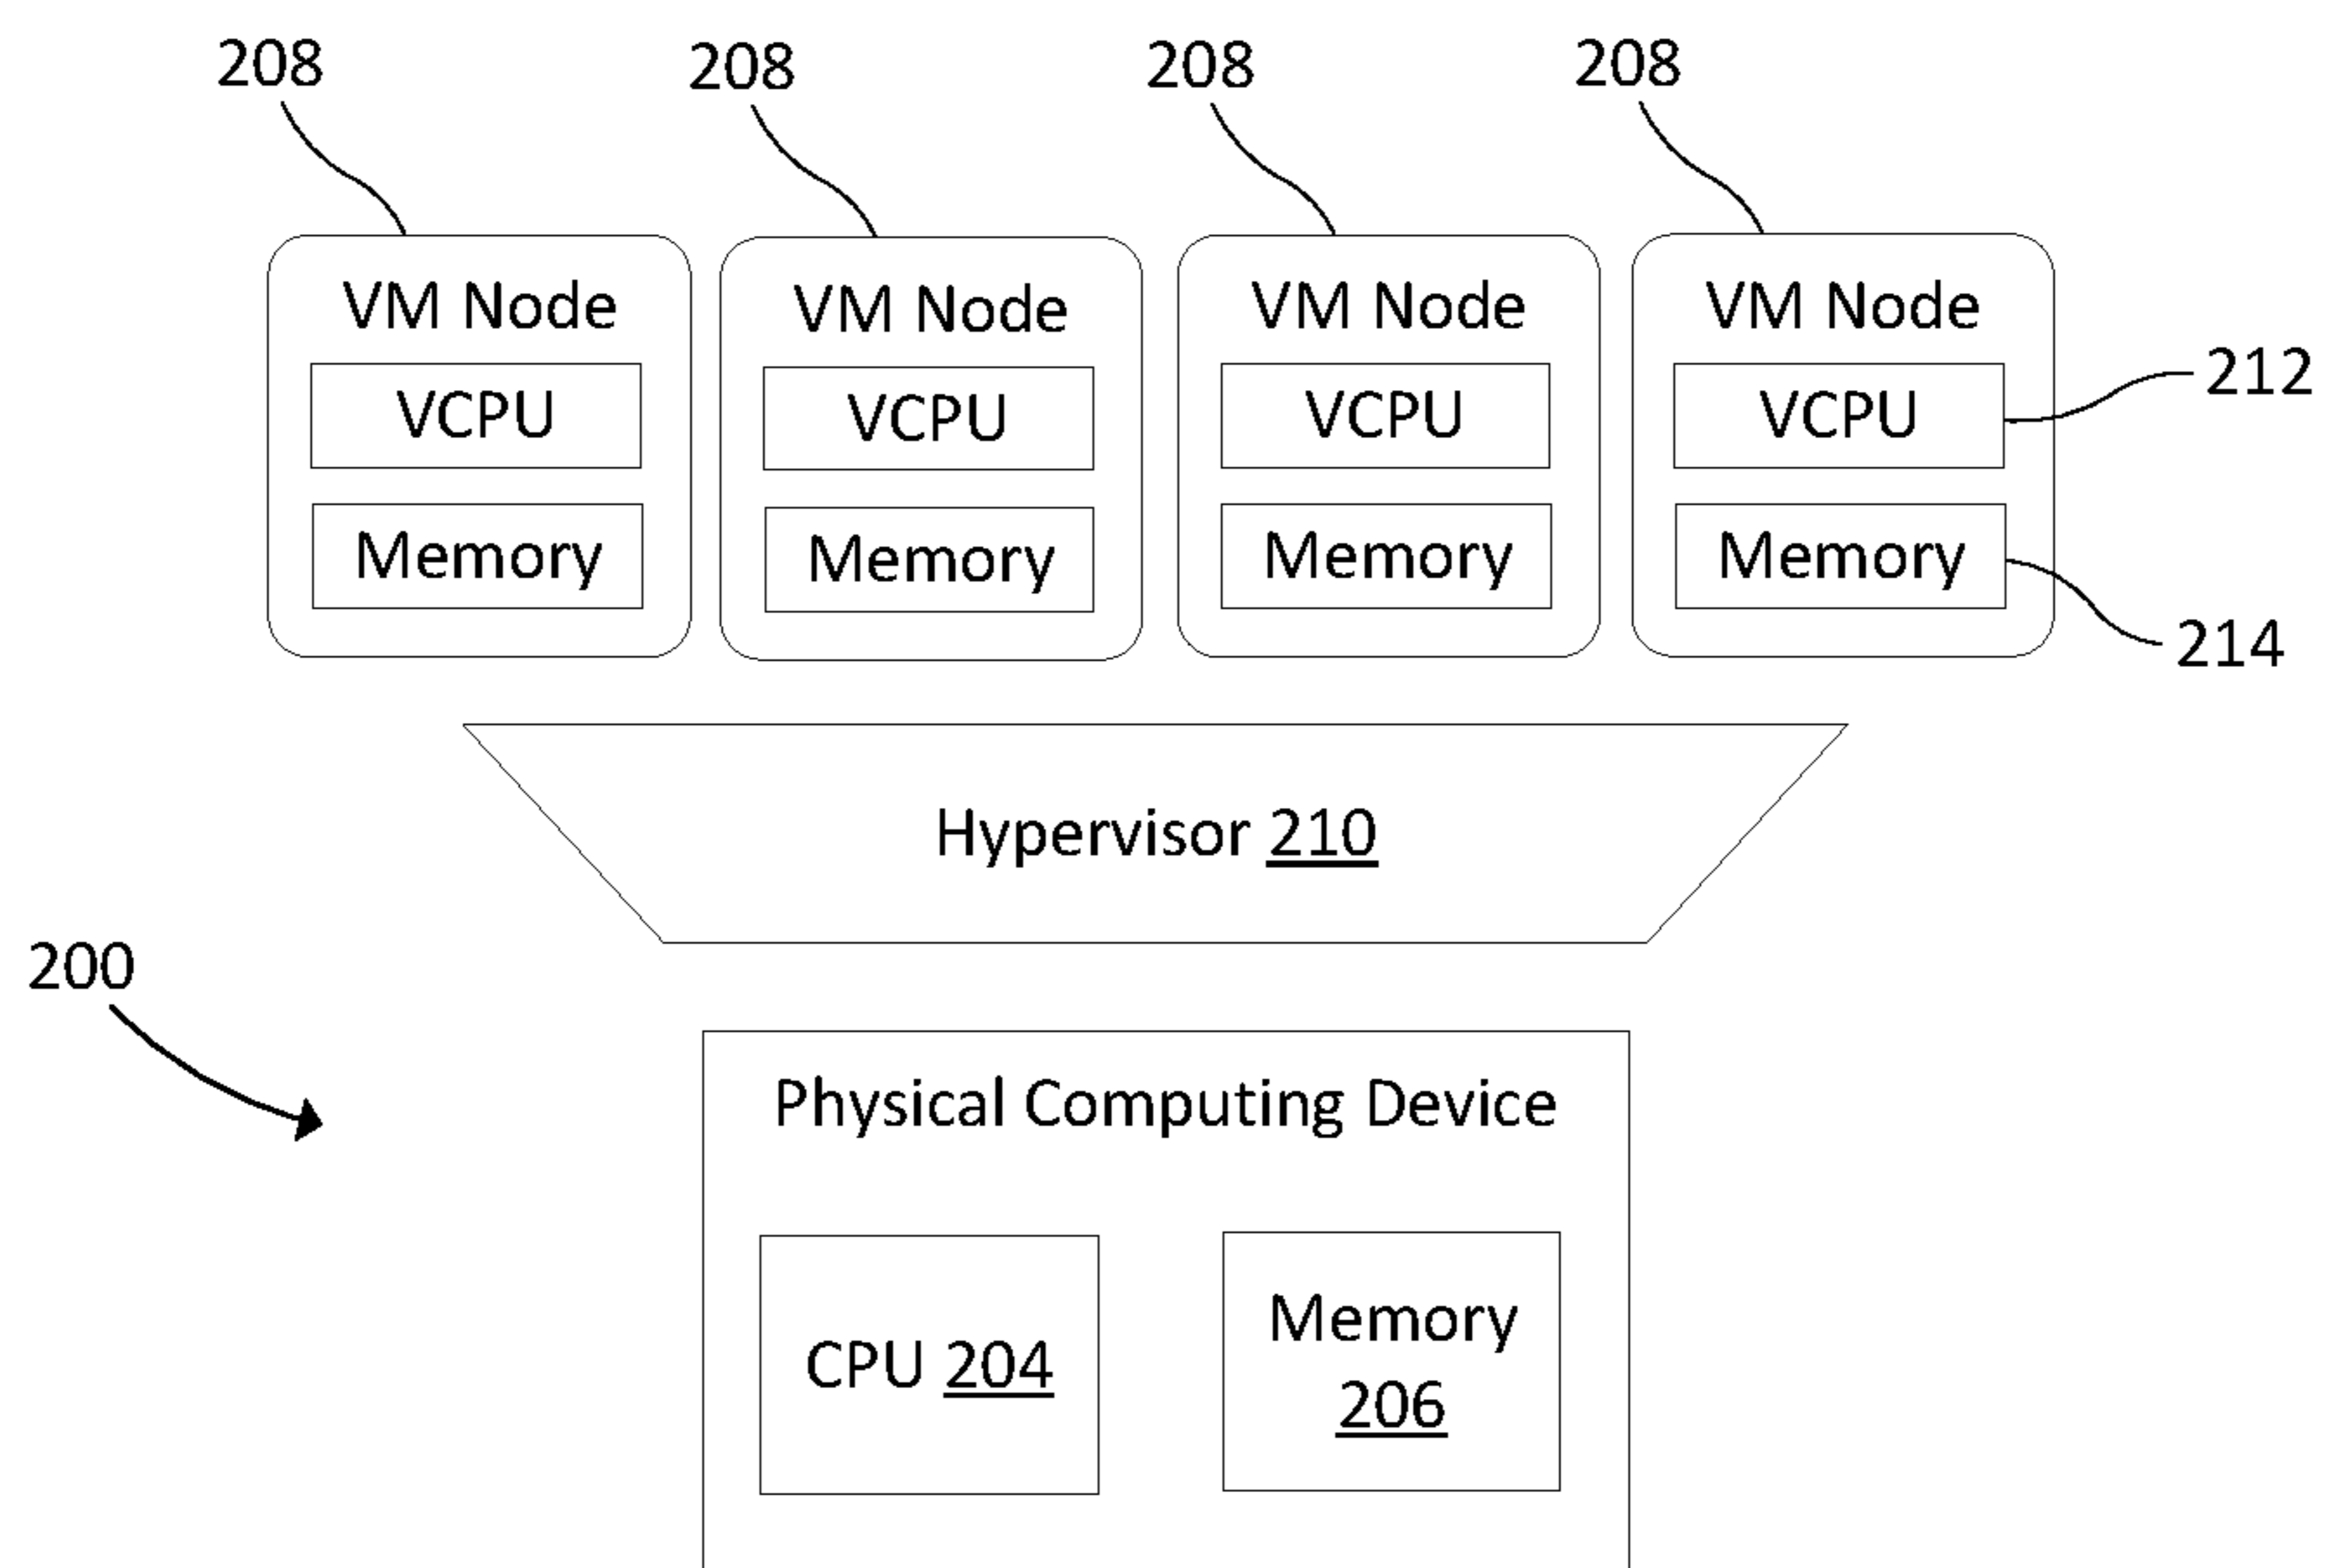 208 208 208 208
VM Node VM Node VM Node VM Node
VCPU VCPU VCPU VCPU 212
Memory Memory Memory Memory
214
Hypervisor 210
200
Physical Computing Device
CPU 204
Memory
206